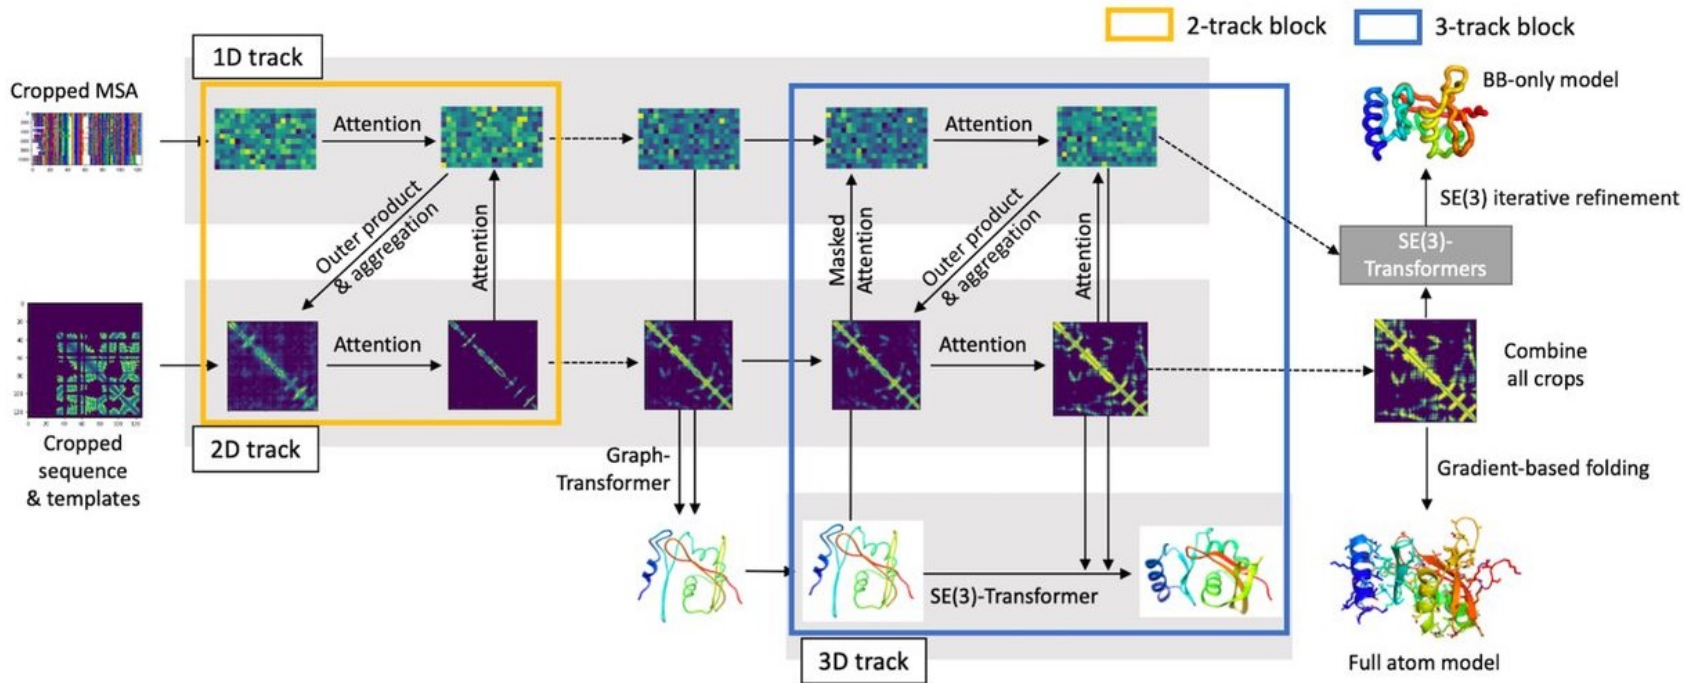 2-track block
3-track block
1D track
Cropped MSA
Attention
Attention
BB-only model
Outer product
& aggregation
Attention
Masked
Attention
Outer product
& aggregation
Attention
SE(3) iterative refinement
SE(3)-
Transformers
Attention
Attention
Combine
all crops
2D track
Cropped
sequence
& templates
Graph-
Transformer
Gradient-based folding
SE(3)-Transformer
3D track
Full atom model